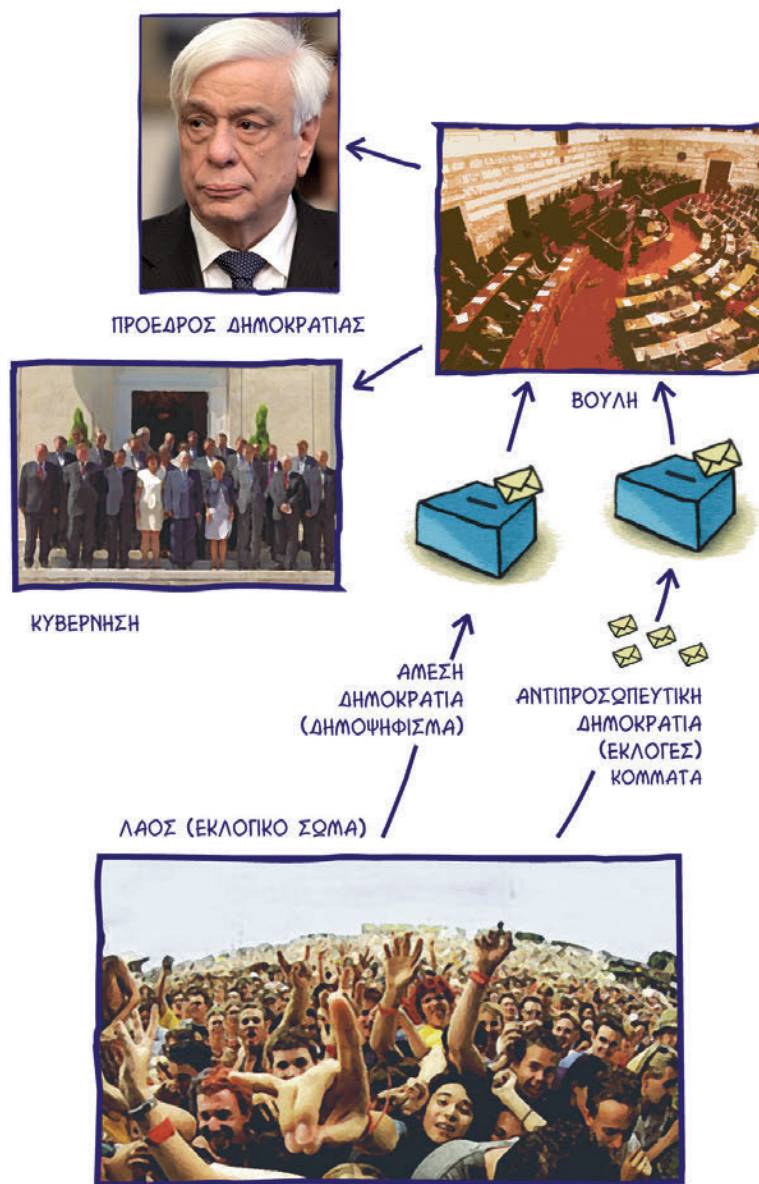 ΠΡΟΕΔΡΟΣ ΔΗΜΟΚΡΑΤΙΑΣ
ΒΟΥΛΗ
ΚΥΒΕΡΝΗΣΗ
ΑΜΕΣΗ
ΔΗΜΟΚΡΑΤΙΑ
(ΔΗΜΟΨΗΦΙΣΜΑ)
ΑΝΤΙΠΡΟΣΩΠΕΥΤΙΚΗ
ΔΗΜΟΚΡΑΤΙΑ
(ΕΚΛΟΓΕΣ)
ΚΟΜΜΑΤΑ
ΛΑΟΣ (ΕΚΛΟΓΙΚΟ ΣΩΜΑ)